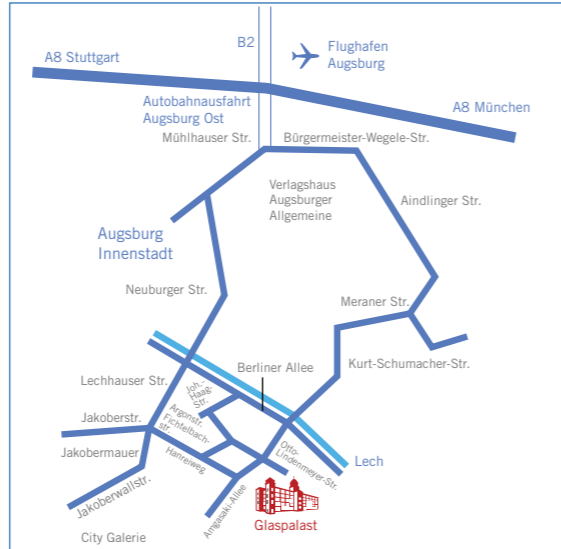 B2
Flughafen
Augsburg
A8 Stuttgart
A8 München
Autobahnausfahrt
Augsburg Ost
Mühlhauser Str.
Bürgermeister-Wegele-Str.
Verlagshaus
Augsburger
Allgemeine
Aindlinger Str.
Augsburg
Innenstadt
Neuburger Str.
Meraner Str.
Berliner Allee
Kurt-Schumacher-Str.
Lechhauser Str.
Joh.-
Haag-
Str.
Jakoberstr.
Argonstr.
Fichtelbach-
str.
Jakobermauer
Hanreiweg
Otto-
Lindenmeyer-Str.
Lech
Jakoberwallstr.
Amagasaki-Allee
Glaspalast
City Galerie